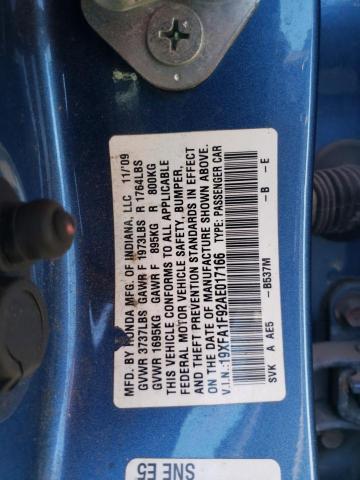 MFD. BY HONDA MFG. OF INDIANA, LLC 11/'09
GVWR 3737LBS GAWR F 1973LBS R 1764LBS
GVWR 1695KG GAWR F 895KG R 800KG
THIS VEHICLE CONFORMS TO ALL APPLICABLE
FEDERAL MOTOR VEHICLE SAFETY, BUMPER,
AND THEFT PREVENTION STANDARDS IN EFFECT
ON THE DATE OF MANUFACTURE SHOWN ABOVE.
V.I.N.:19XFA1F92AE017166 TYPE: PASSENGER CAR
-B537M -B -E
SVK A AE5
SNE E5